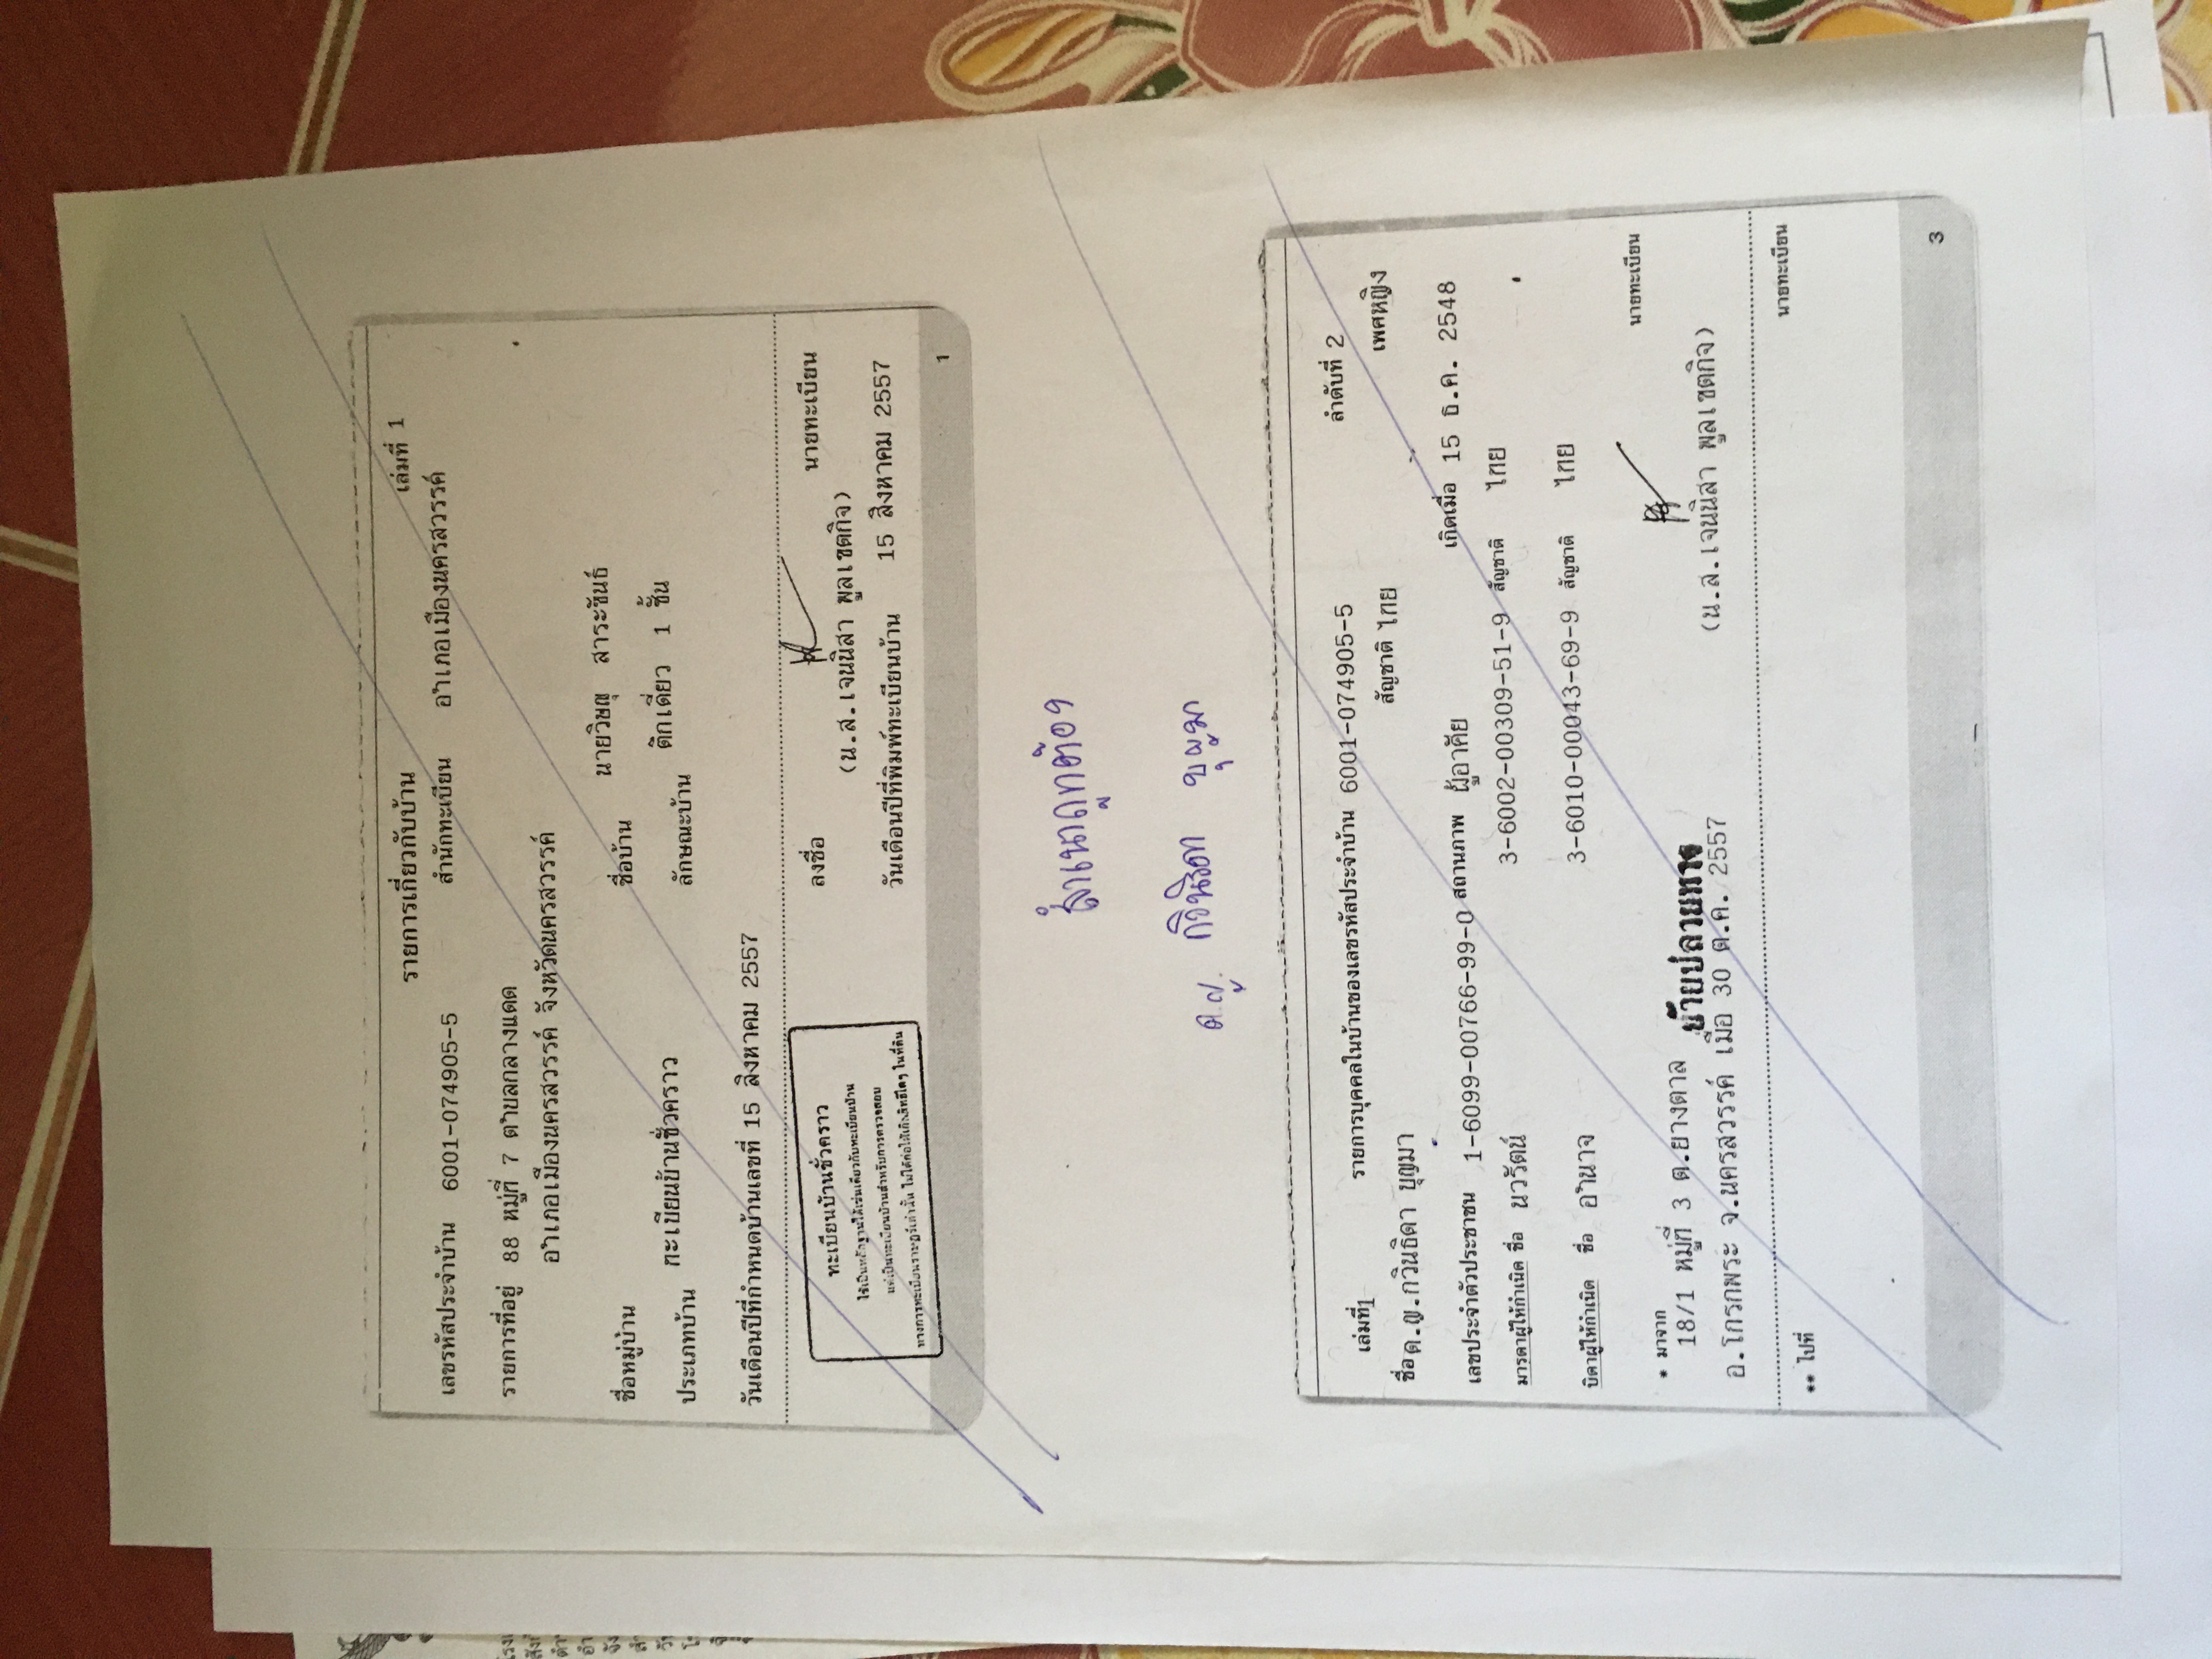 รายการเกี่ยวกับบ้าน เล่มที่ 1
เลขรหัสประจำบ้าน 6001-074905-5 สำนักทะเบียน อำเภอเมืองนครสวรรค์
รายการที่อยู่ 88 หมู่ที่ 7 ตำบลกลางแดด
อำเภอเมืองนครสวรรค์ จังหวัดนครสวรรค์
ชื่อหมู่บ้าน ชื่อบ้าน นายวิษณุ สาระขันธ์
ประเภทบ้าน ทะเบียนบ้านชั่วคราว ลักษณะบ้าน ตึกเดี่ยว 1 ชั้น
วันเดือนปีที่กำหนดบ้านเลขที่ 15 สิงหาคม 2557
ทะเบียนบ้านชั่วคราว
ใช้เป็นหลักฐานได้เช่นเดียวกับทะเบียนบ้าน
แต่เป็นทะเบียนบ้านสำหรับการตรวจสอบ
ทางการทะเบียนราษฎร์เท่านั้น ไม่ได้ก่อให้เกิดสิทธิใดๆ ในที่ดิน
ลงชื่อ นายทะเบียน
(น.ส.เจนนิสา พูลเขตกิจ)
วันเดือนปีที่พิมพ์ทะเบียนบ้าน 15 สิงหาคม 2557
1
สำเนาถูกต้อง
ด.ญ. กวินธิดา บุญมา
เล่มที่ 1 รายการบุคคลในบ้านของเลขรหัสประจำบ้าน 6001-074905-5 ลำดับที่ 2
ชื่อ ด.ญ.กวินธิดา บุญมา สัญชาติ ไทย เพศ หญิง
เลขประจำตัวประชาชน 1-6099-00766-99-0 สถานภาพ ผู้อาศัย เกิดเมื่อ 15 ธ.ค. 2548
มารดาผู้ให้กำเนิด ชื่อ นวรัตน์ 3-6002-00309-51-9 สัญชาติ ไทย
บิดาผู้ให้กำเนิด ชื่อ อำนาจ 3-6010-00043-69-9 สัญชาติ ไทย
* มาจาก นายทะเบียน
18/1 หมู่ที่ 3 ต.ยางตาล ย้ายปลายทาง
อ.โกรกพระ จ.นครสวรรค์ เมื่อ 30 ต.ค. 2557 (น.ส.เจนนิสา พูลเขตกิจ)
** ไปที่ นายทะเบียน
3